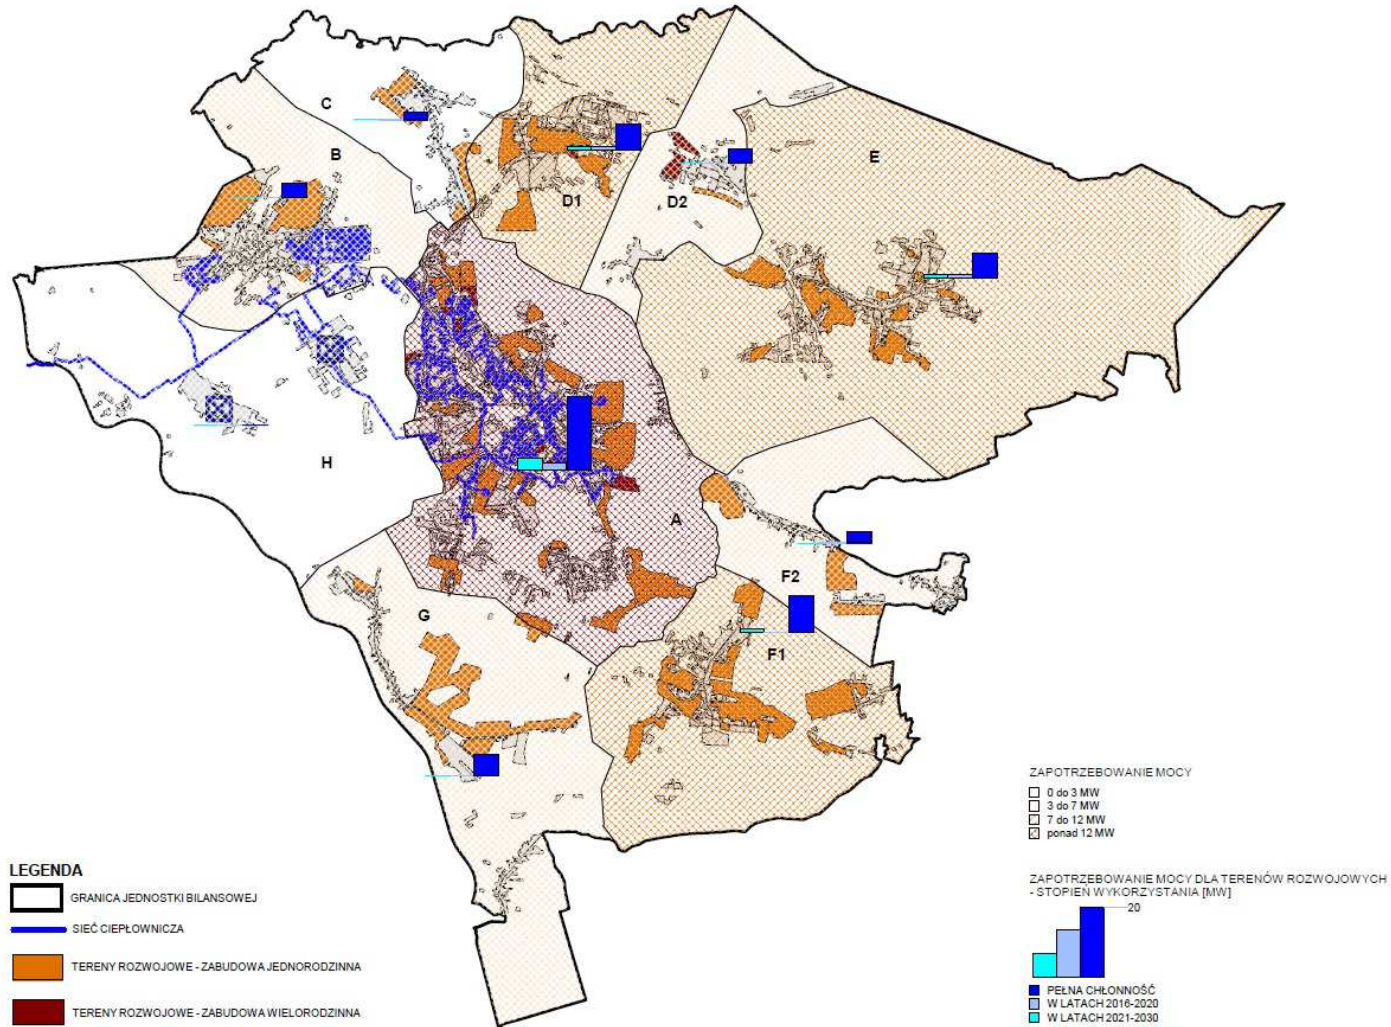 C
B
E
D1
D2
H
A
F2
G
F1
ZAPOTRZEBOWANIE MOCY
0 do 3 MW
3 do 7 MW
7 do 12 MW
ponad 12 MW
LEGENDA
GRANICA JEDNOSTKI BILANSOWEJ
SIEĆ CIEPŁOWNICZA
TERENY ROZWOJOWE - ZABUDOWA JEDNORODZINNA
TERENY ROZWOJOWE - ZABUDOWA WIELORODZINNA
ZAPOTRZEBOWANIE MOCY DLA TERENÓW ROZWOJOWYCH
- STOPIEŃ WYKORZYSTANIA [MW]
20
PEŁNA CHŁONNOŚĆ
W LATACH 2016-2020
W LATACH 2021-2030